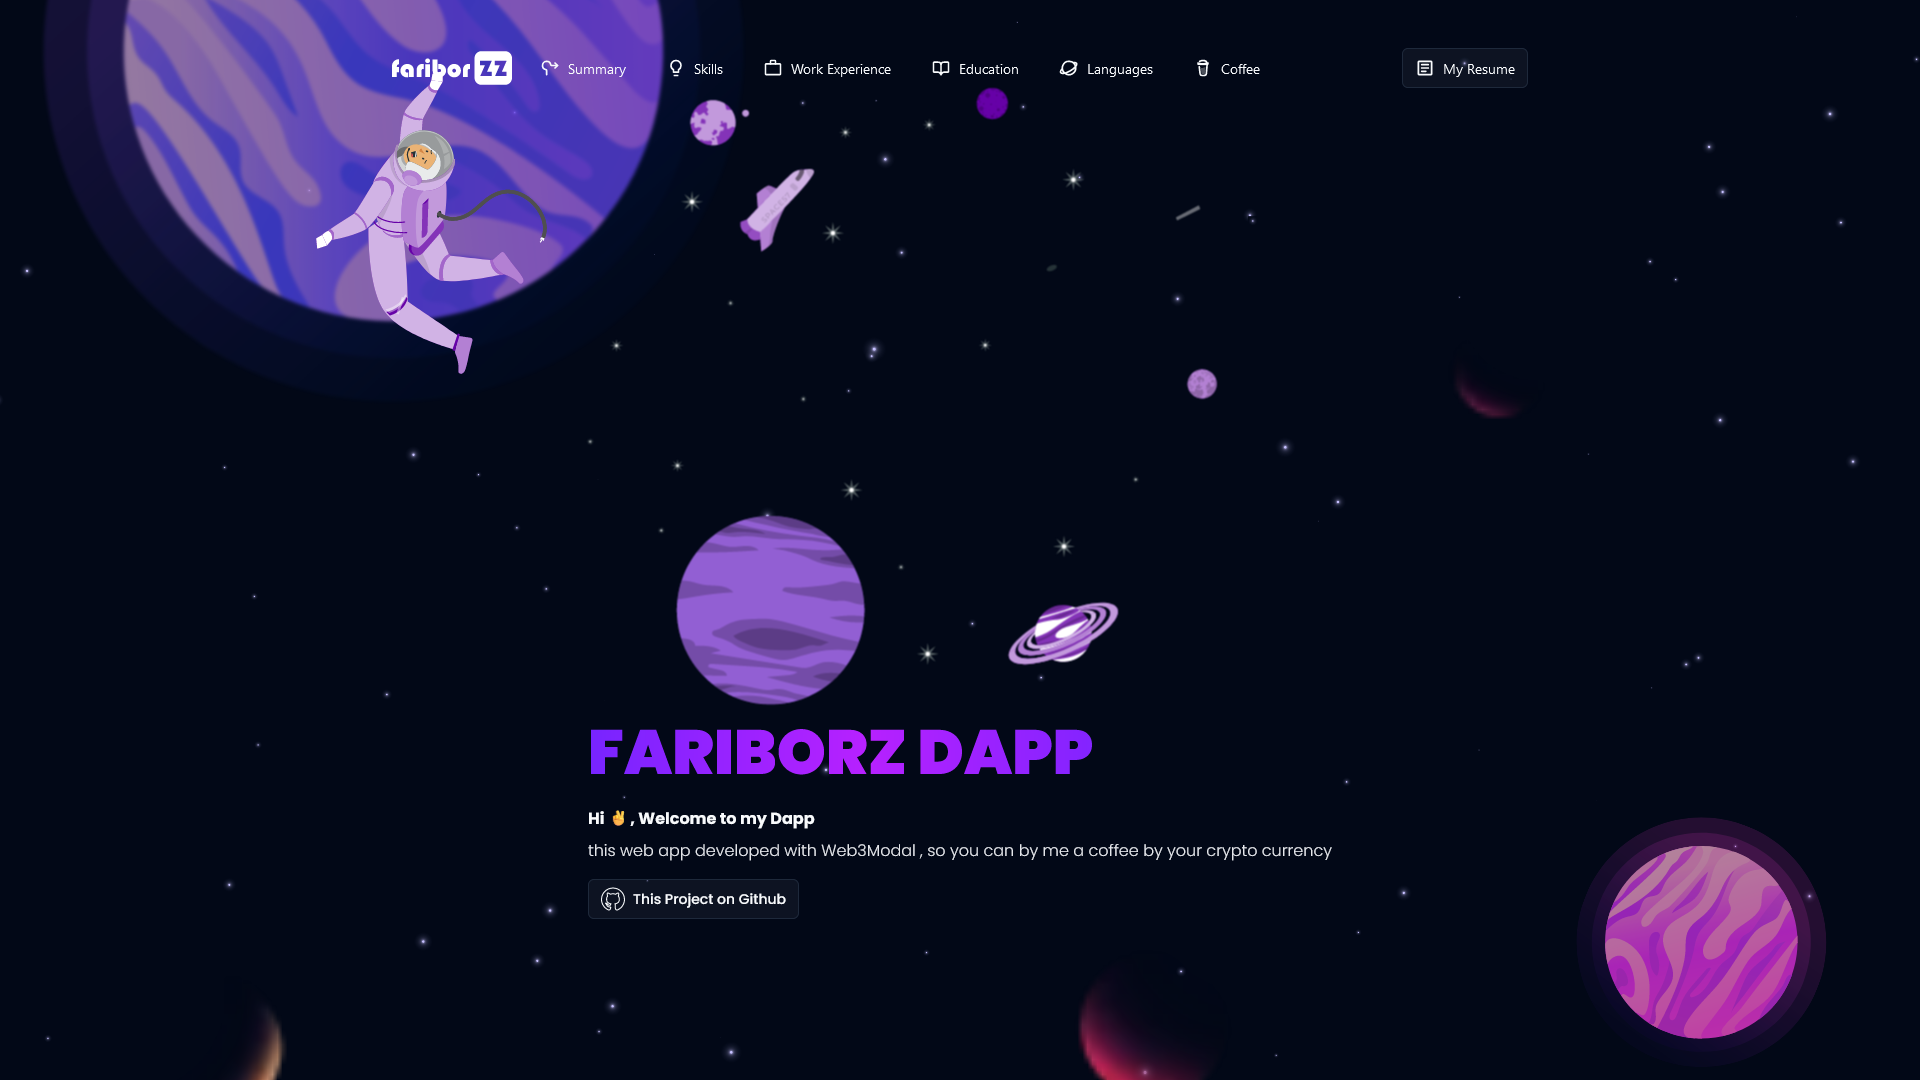 faribor ZZ Summary Skills Work Experience Education Languages Coffee My Resume
FARIBORZ DAPP
Hi ✌, Welcome to my Dapp
this web app developed with Web3Modal , so you can by me a coffee by your crypto currency
This Project on Github